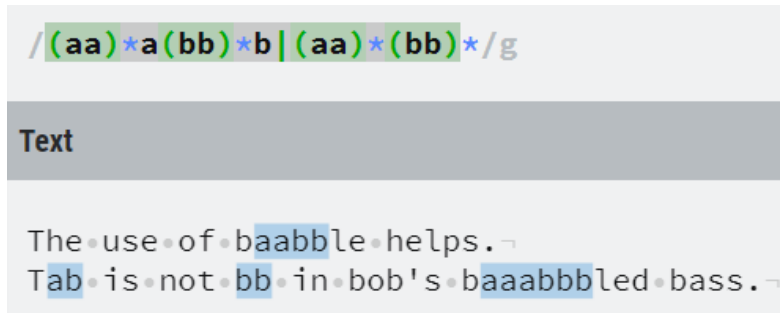 /(aa)*a(bb)*b|(aa)*(bb)*/g
Text
The·use·of·baabble·helps.¬
Tab·is·not·bb·in·bob's·baaabbbled·bass.¬